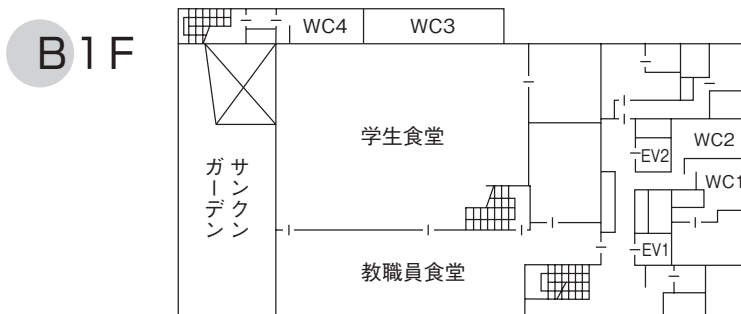 B1F
WC4
WC3
学生食堂
サンクン
ガーデン
教職員食堂
EV2
WC2
WC1
EV1